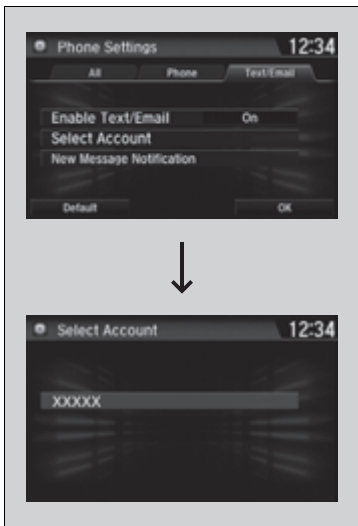 Phone Settings 12:34
All Phone Text/Email
Enable Text/Email On
Select Account
New Message Notification
Default OK
Select Account 12:34
XXXXX